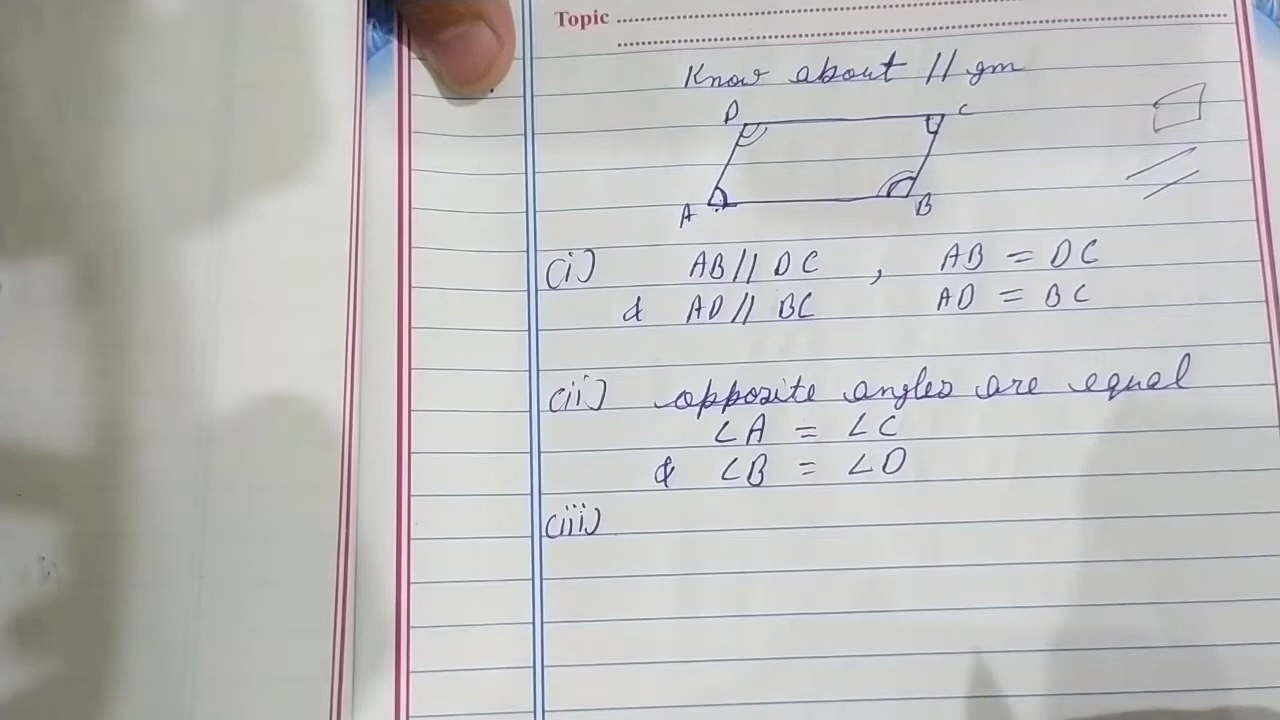 Topic
Know about // gm
D C
A B
(i) AB // DC , AB = DC
& AD // BC AD = BC
(ii) opposite angles are equal
∠A = ∠C
& ∠B = ∠D
(iii)